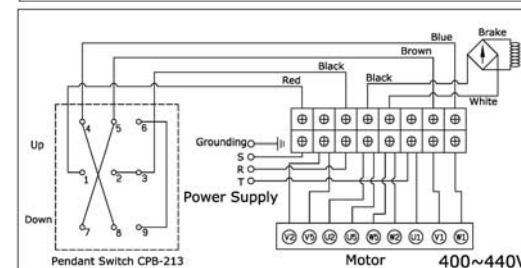 Blue
Brake
Brown
Black
Red
Black
White
4 5 6
Up
Grounding
1 2 3
S
R
T
Power Supply
Down
7 8 9
V2 V5 U2 U5 W5 W2 U1 V1 W1
Pendant Switch CPB-213
Motor
400~440V